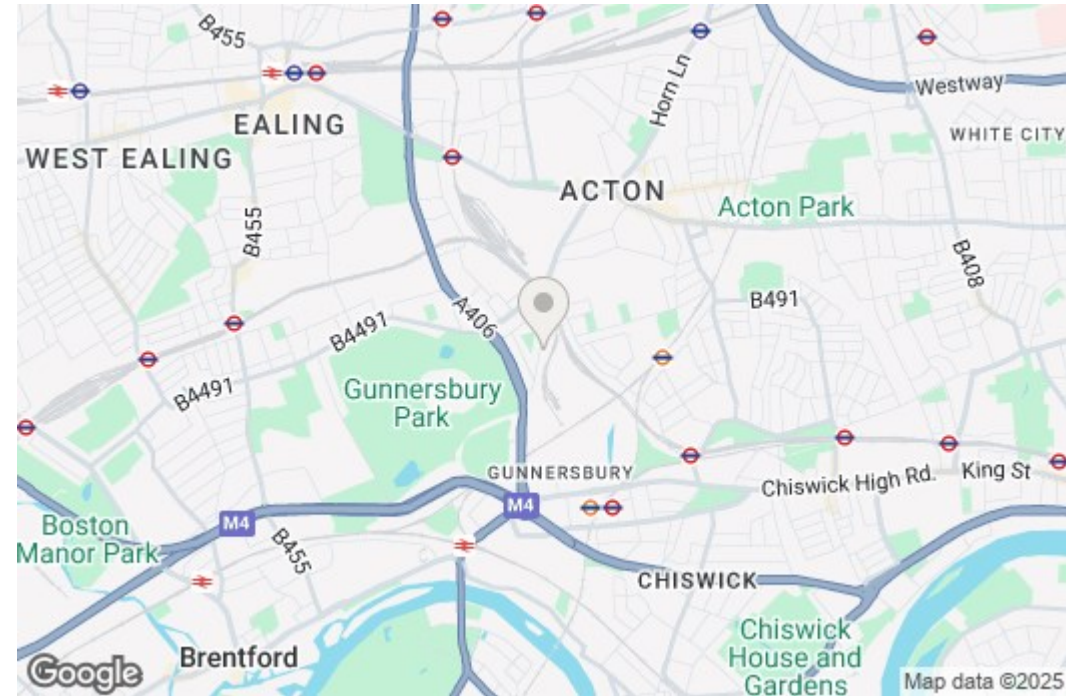 B455
Horn Ln
Westway
EALING
WHITE CITY
WEST EALING
ACTON
Acton Park
B455
B408
A406
B491
B4491
B4491
Gunnersbury
Park
GUNNERSBURY
Chiswick High Rd.
King St
M4
M4
Boston
Manor Park
B455
CHISWICK
Brentford
Chiswick
House and
Gardens
Google
Map data ©2025